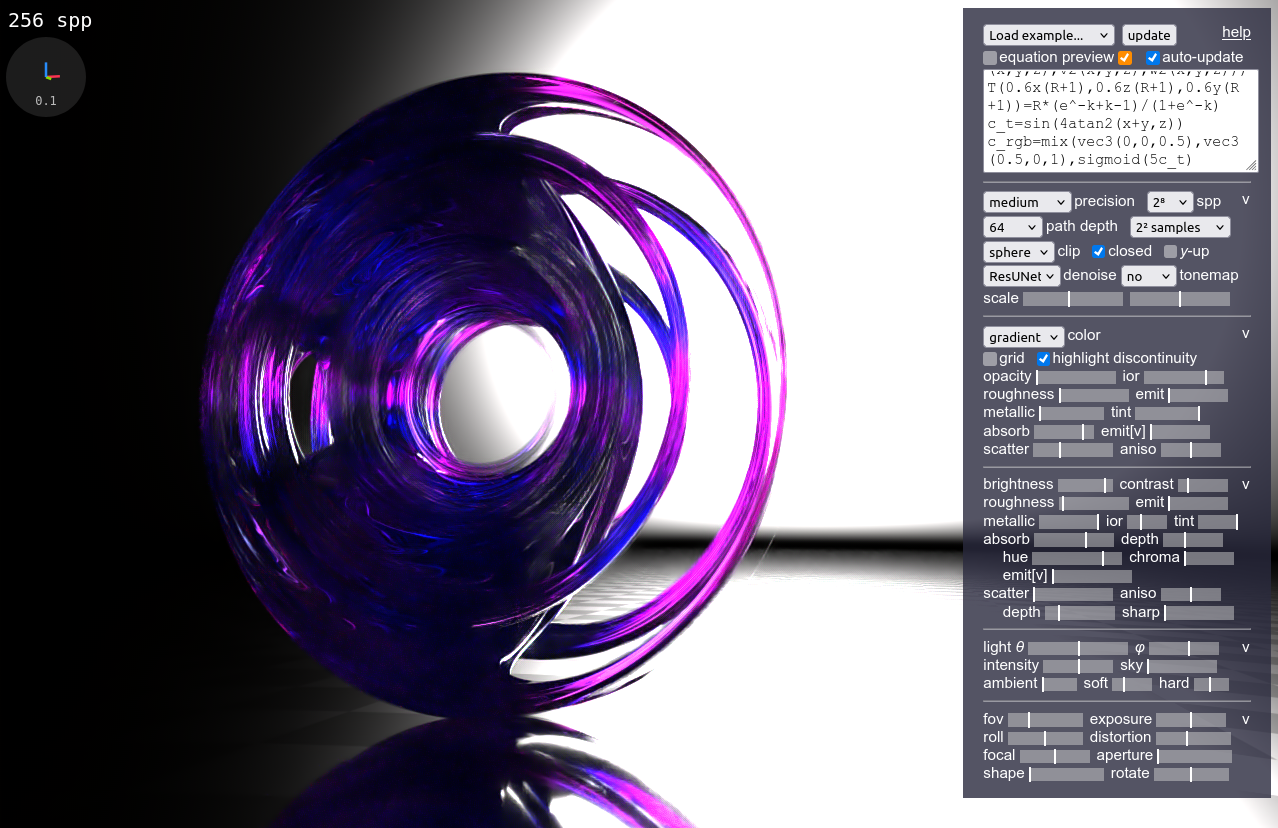 256 spp
0.1
Load example... update help
equation preview auto-update
(x,y,z),v2(x,y,z),w2(x,y,z)))
T(0.6x(R+1),0.6z(R+1),0.6y(R
+1))=R*(e^-k+k-1)/(1+e^-k)
c_t=sin(4atan2(x+y,z))
c_rgb=mix(vec3(0,0,0.5),vec3
(0.5,0,1),sigmoid(5c_t)
medium precision 2⁸ spp v
64 path depth 2² samples
sphere clip closed y-up
ResUNet denoise no tonemap
scale
gradient color v
grid highlight discontinuity
opacity ior
roughness emit
metallic tint
absorb emit[v]
scatter aniso
brightness contrast v
roughness emit
metallic ior tint
absorb depth
hue chroma
emit[v]
scatter aniso
depth sharp
light θ φ v
intensity sky
ambient soft hard
fov exposure v
roll distortion
focal aperture
shape rotate